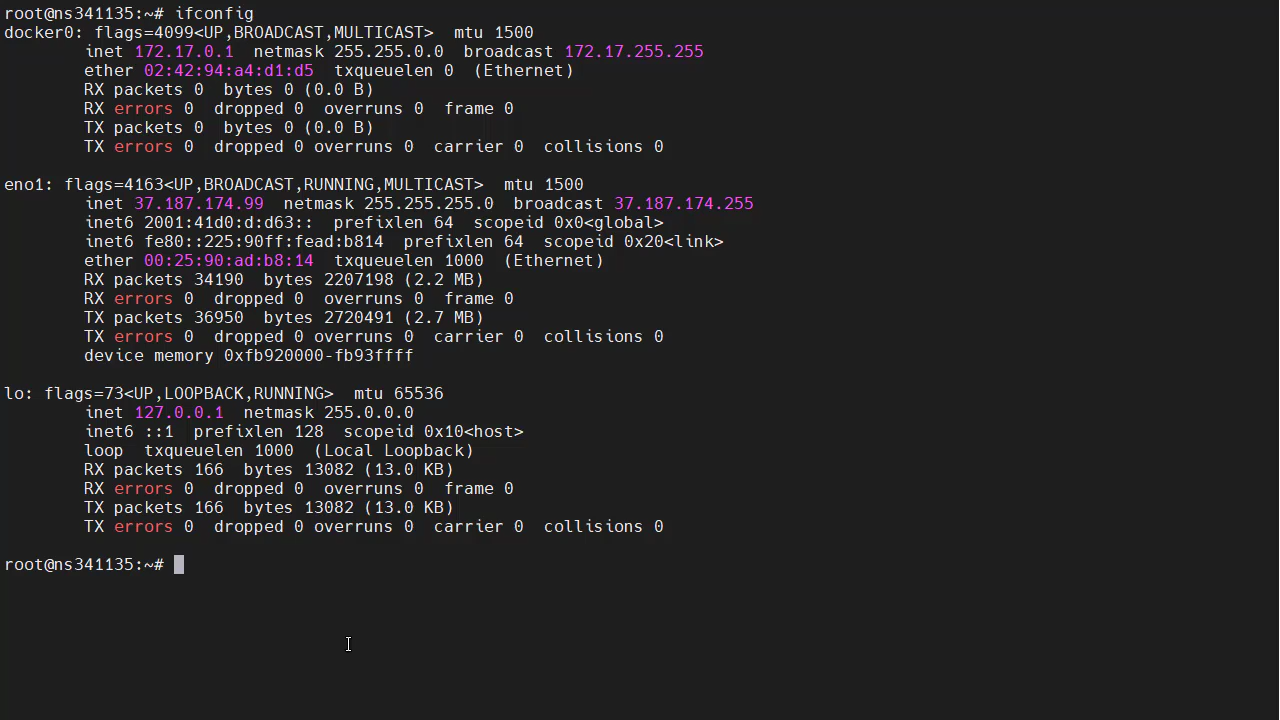 root@ns341135:~# ifconfig
docker0: flags=4099<UP,BROADCAST,MULTICAST>  mtu 1500
        inet 172.17.0.1  netmask 255.255.0.0  broadcast 172.17.255.255
        ether 02:42:94:a4:d1:d5  txqueuelen 0  (Ethernet)
        RX packets 0  bytes 0 (0.0 B)
        RX errors 0  dropped 0  overruns 0  frame 0
        TX packets 0  bytes 0 (0.0 B)
        TX errors 0  dropped 0 overruns 0  carrier 0  collisions 0

eno1: flags=4163<UP,BROADCAST,RUNNING,MULTICAST>  mtu 1500
        inet 37.187.174.99  netmask 255.255.255.0  broadcast 37.187.174.255
        inet6 2001:41d0:d:d63::  prefixlen 64  scopeid 0x0<global>
        inet6 fe80::225:90ff:fead:b814  prefixlen 64  scopeid 0x20<link>
        ether 00:25:90:ad:b8:14  txqueuelen 1000  (Ethernet)
        RX packets 34190  bytes 2207198 (2.2 MB)
        RX errors 0  dropped 0  overruns 0  frame 0
        TX packets 36950  bytes 2720491 (2.7 MB)
        TX errors 0  dropped 0 overruns 0  carrier 0  collisions 0
        device memory 0xfb920000-fb93ffff

lo: flags=73<UP,LOOPBACK,RUNNING>  mtu 65536
        inet 127.0.0.1  netmask 255.0.0.0
        inet6 ::1  prefixlen 128  scopeid 0x10<host>
        loop  txqueuelen 1000  (Local Loopback)
        RX packets 166  bytes 13082 (13.0 KB)
        RX errors 0  dropped 0  overruns 0  frame 0
        TX packets 166  bytes 13082 (13.0 KB)
        TX errors 0  dropped 0 overruns 0  carrier 0  collisions 0

root@ns341135:~#